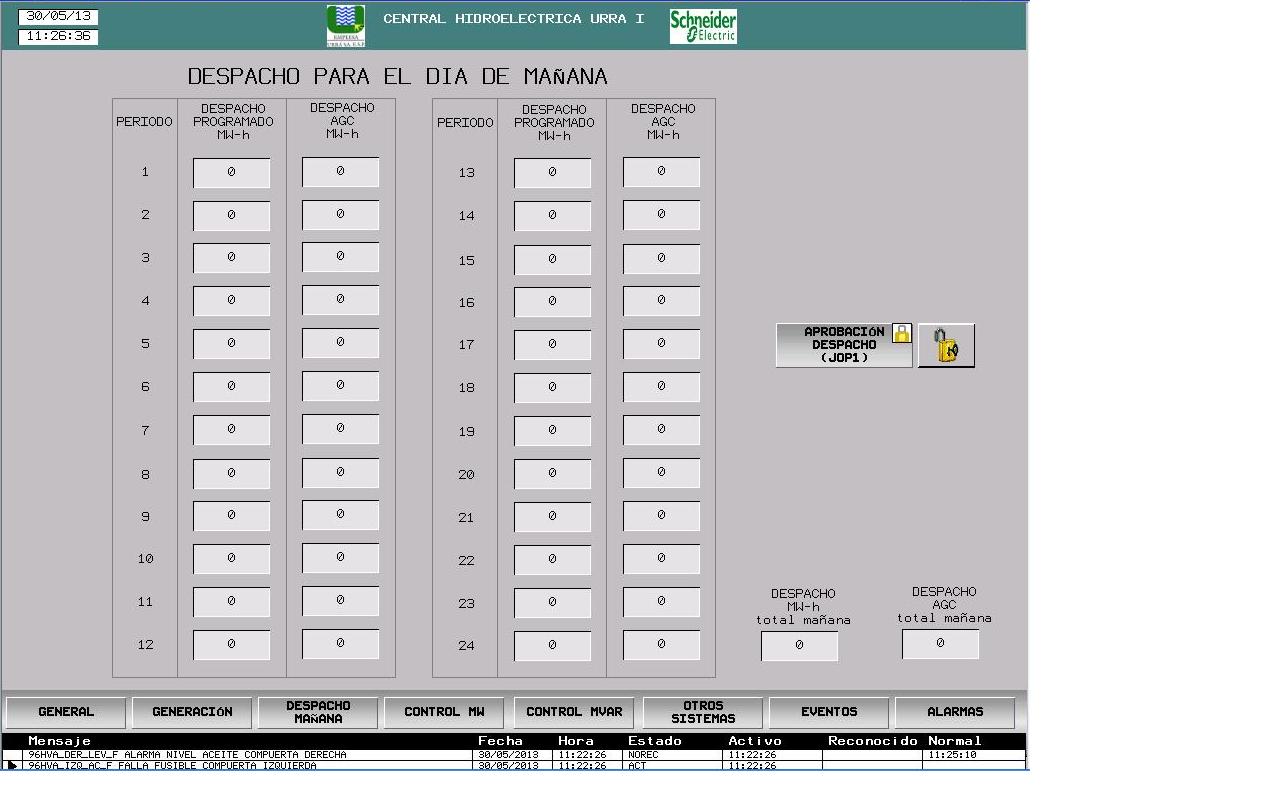 30/05/13
11:26:36
CENTRAL HIDROELECTRICA URRA I
Schneider
Electric
DESPACHO PARA EL DIA DE MAñANA
PERIODO DESPACHO PROGRAMADO MW-h DESPACHO AGC MW-h PERIODO DESPACHO PROGRAMADO MW-h DESPACHO AGC MW-h
1 0 0 13 0 0
2 0 0 14 0 0
3 0 0 15 0 0
4 0 0 16 0 0
5 0 0 17 0 0
6 0 0 18 0 0
7 0 0 19 0 0
8 0 0 20 0 0
9 0 0 21 0 0
10 0 0 22 0 0
11 0 0 23 0 0
12 0 0 24 0 0
APROBACIÓN
DESPACHO
(JOP1)
DESPACHO
MW-h
total mañana
0
DESPACHO
AGC
total mañana
0
GENERAL GENERACIÓN DESPACHO MAñANA CONTROL MW CONTROL MVAR OTROS SISTEMAS EVENTOS ALARMAS
Mensaje Fecha Hora Estado Activo Reconocido Normal
96HVA_DER_LEV_F ALARMA NIVEL ACEITE COMPUERTA DERECHA 30/05/2013 11:22:26 NOREC 11:22:26 11:25:10
96HVA_IZQ_AC_F FALLA FUSIBLE COMPUERTA IZQUIERDA 30/05/2013 11:22:26 ACT 11:22:26